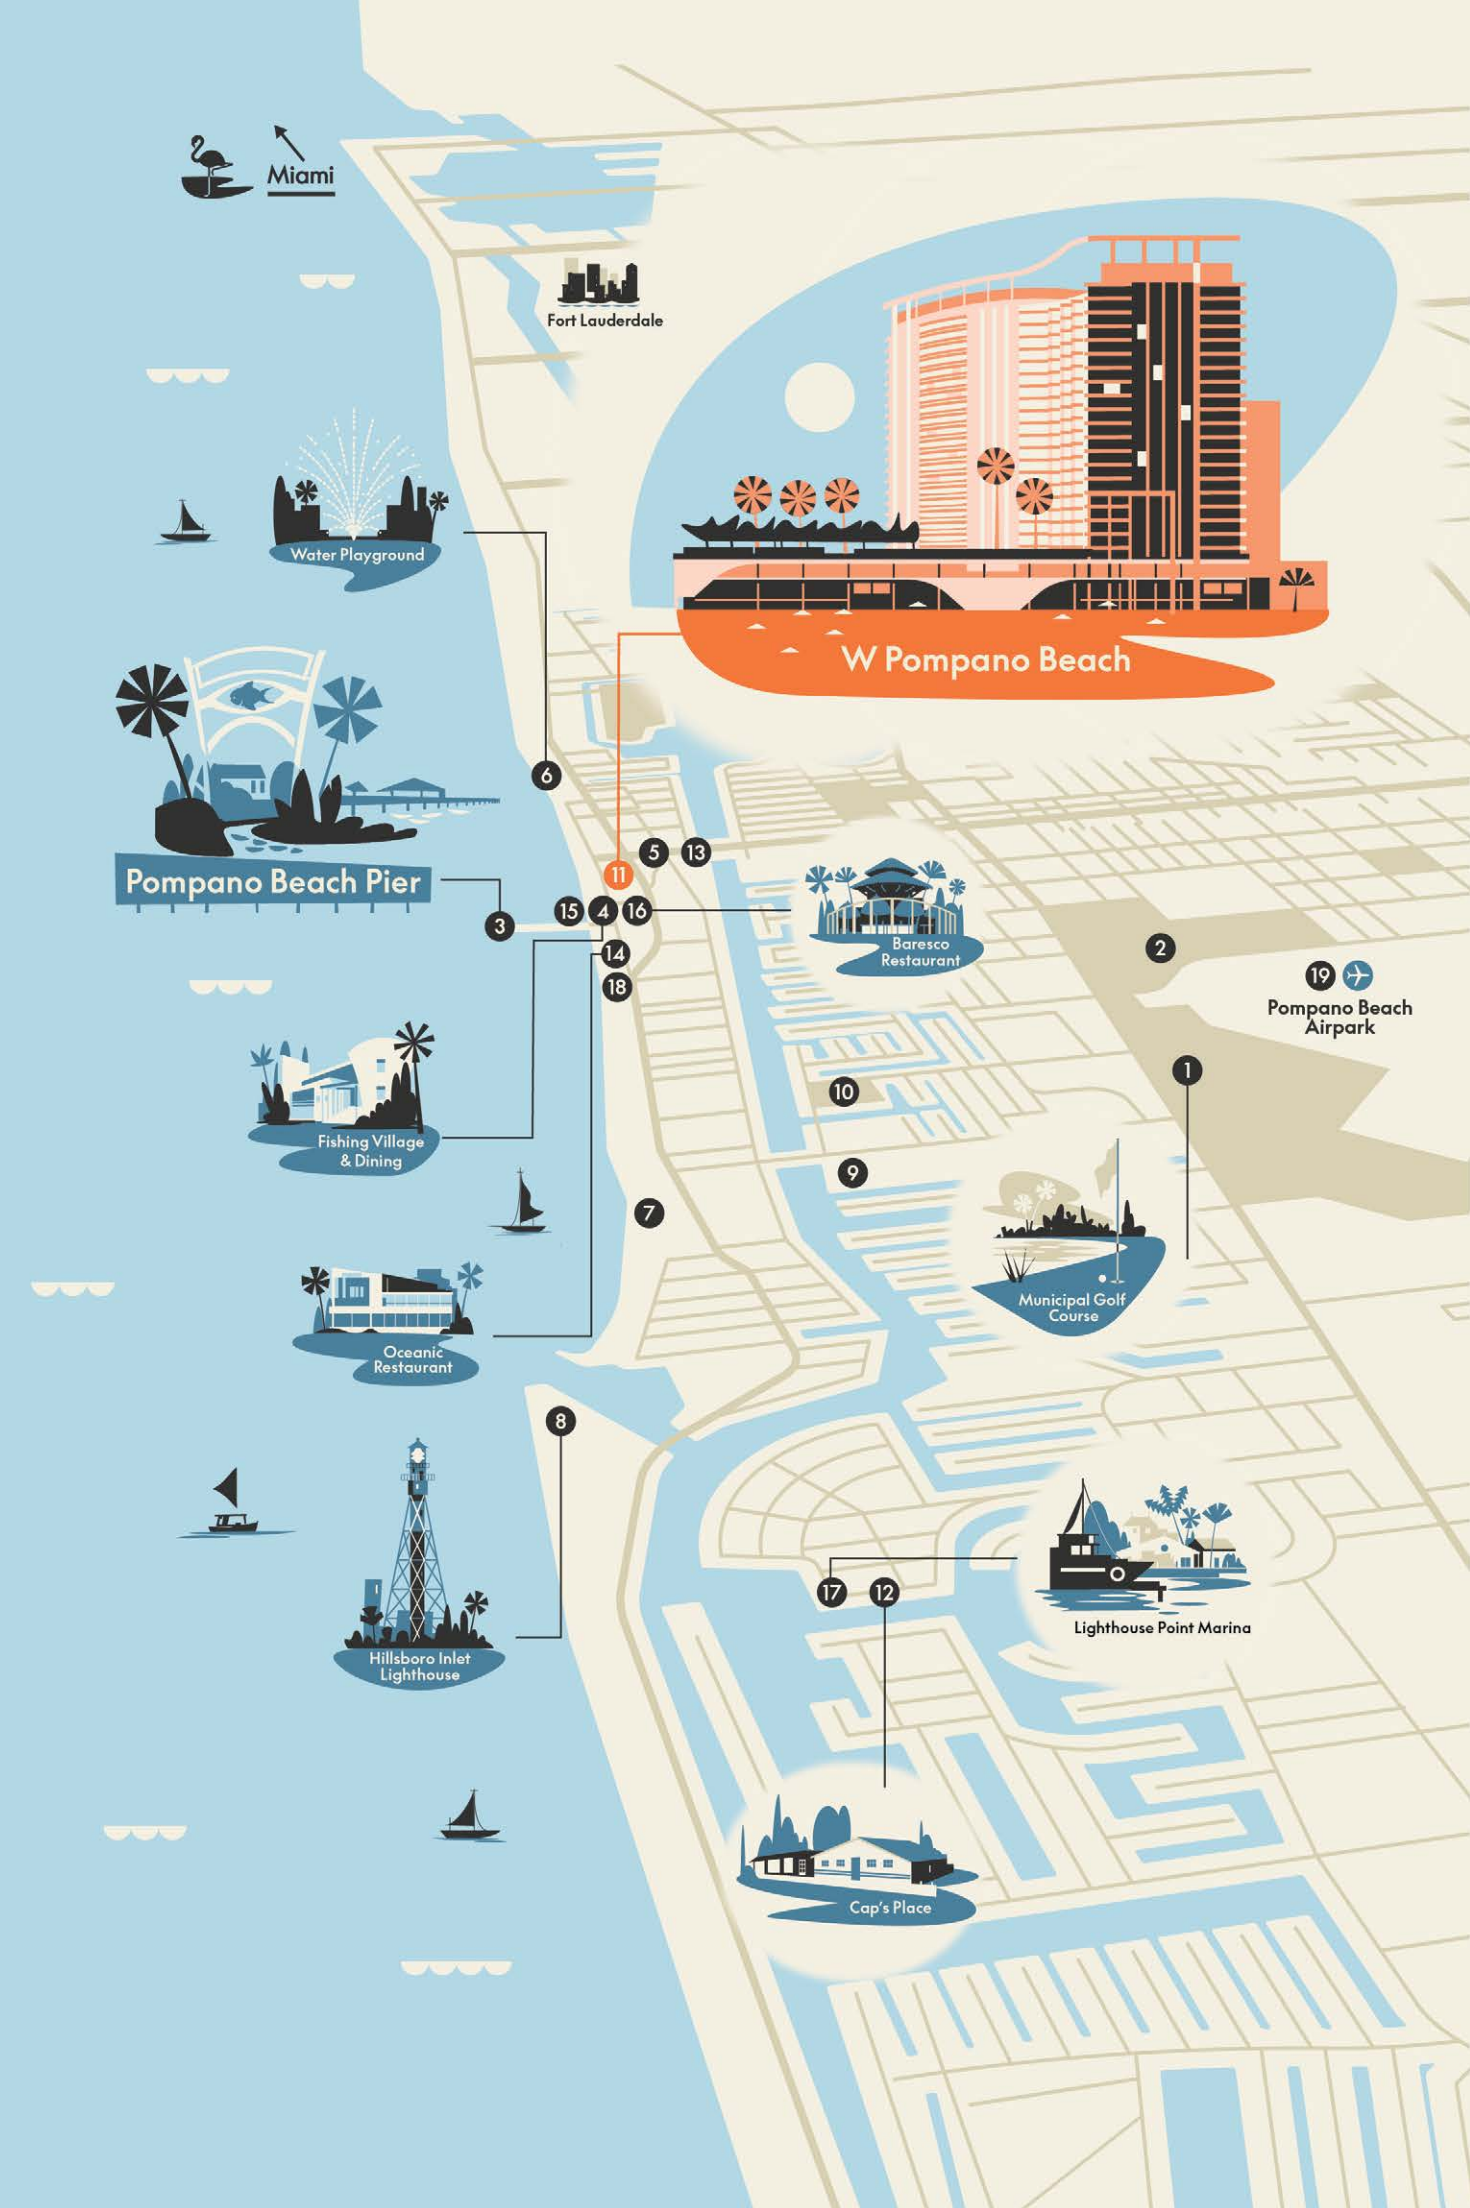 Miami
Fort Lauderdale
Water Playground
W Pompano Beach
6
5
13
11
Pompano Beach Pier
3
15
4
16
Baresco
Restaurant
14
18
2
19
Pompano Beach
Airpark
1
10
Fishing Village
& Dining
9
7
Municipal Golf
Course
Oceanic
Restaurant
8
17
12
Lighthouse Point Marina
Hillsboro Inlet
Lighthouse
Cap's Place